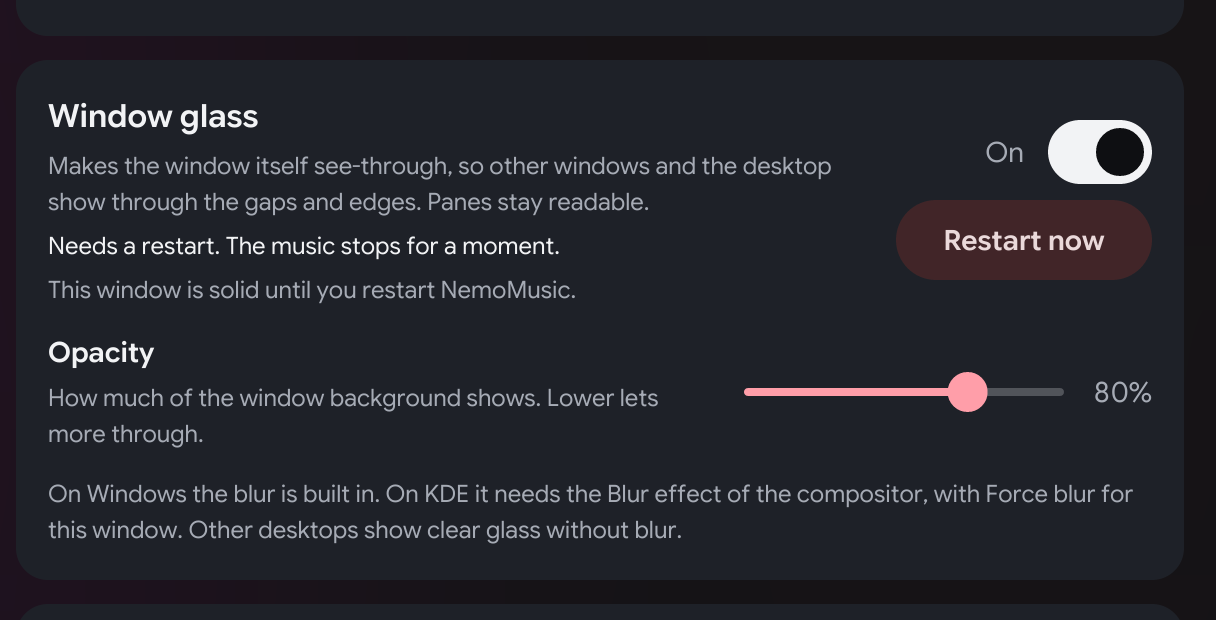 Window glass
Makes the window itself see-through, so other windows and the desktop
show through the gaps and edges. Panes stay readable.
Needs a restart. The music stops for a moment.
This window is solid until you restart NemoMusic.
On
Restart now
Opacity
How much of the window background shows. Lower lets
more through.
80%
On Windows the blur is built in. On KDE it needs the Blur effect of the compositor, with Force blur for
this window. Other desktops show clear glass without blur.